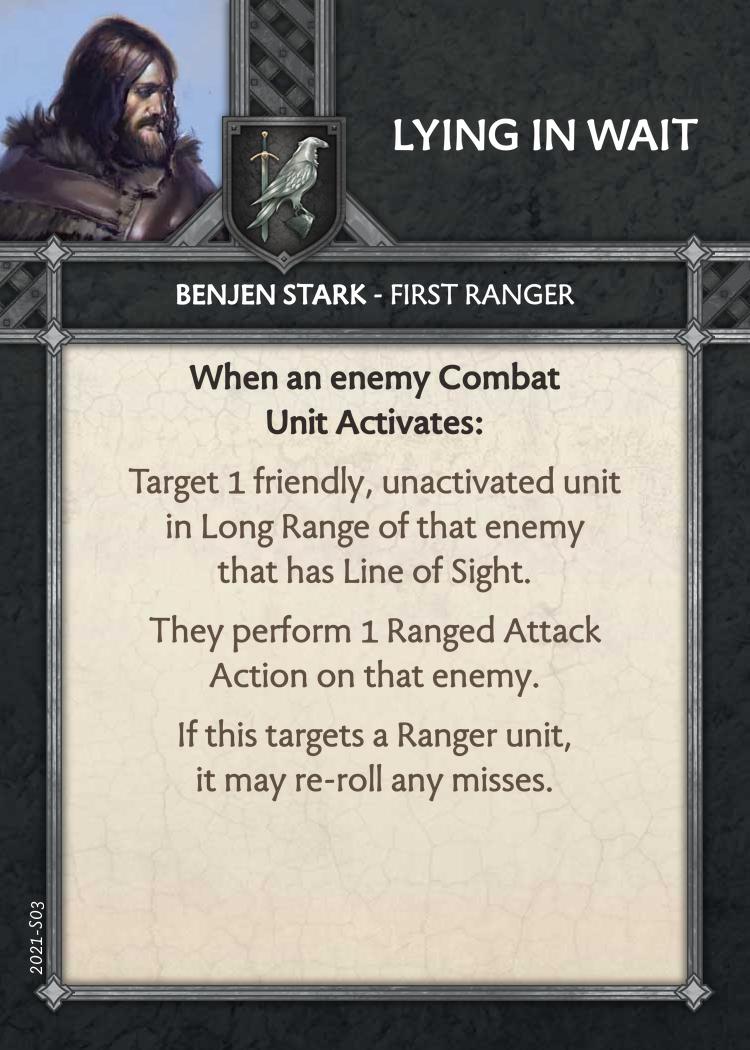 LYING IN WAIT
BENJEN STARK - FIRST RANGER
When an enemy Combat
Unit Activates:
Target 1 friendly, unactivated unit
in Long Range of that enemy
that has Line of Sight.
They perform 1 Ranged Attack
Action on that enemy.
If this targets a Ranger unit,
it may re-roll any misses.
2021-S03